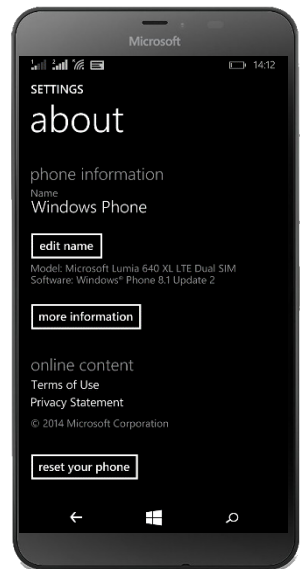 Microsoft
1 2 14:12
SETTINGS
about
phone information
Name
Windows Phone
edit name
Model: Microsoft Lumia 640 XL LTE Dual SIM
Software: Windows® Phone 8.1 Update 2
more information
online content
Terms of Use
Privacy Statement
© 2014 Microsoft Corporation
reset your phone